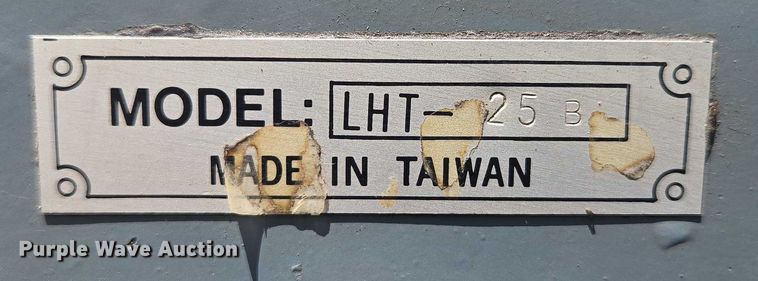 MODEL: LHT- 25 B
MADE IN TAIWAN
Purple Wave Auction